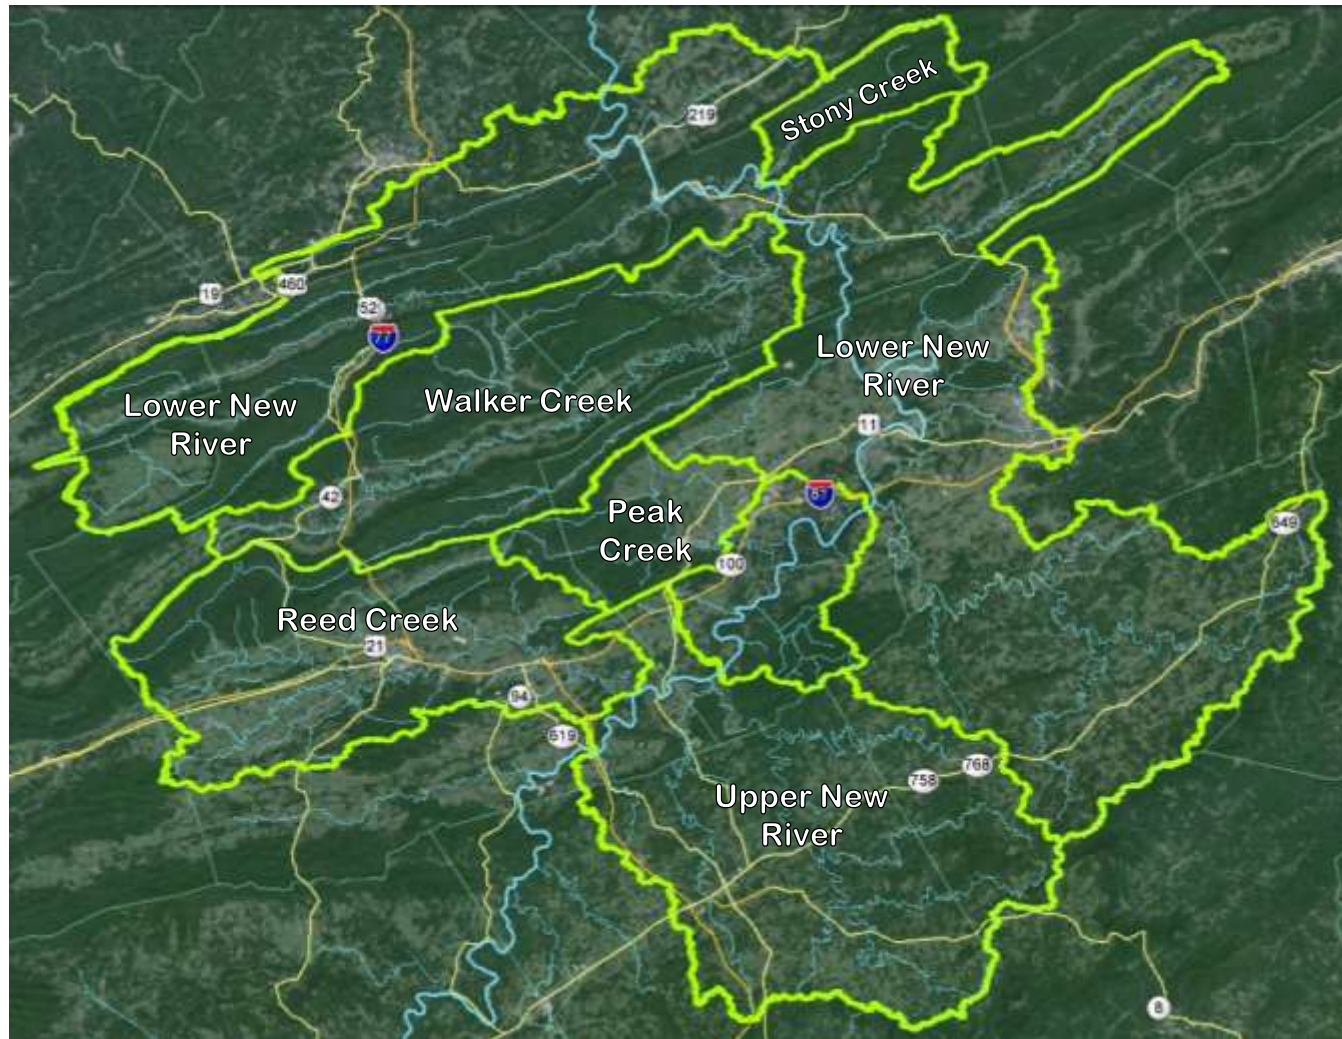 Stony Creek
219
19
460
52
77
Lower New
River
Lower New
River
Walker Creek
11
42
81
Peak
Creek
649
100
Reed Creek
21
94
619
768
758
Upper New
River
8